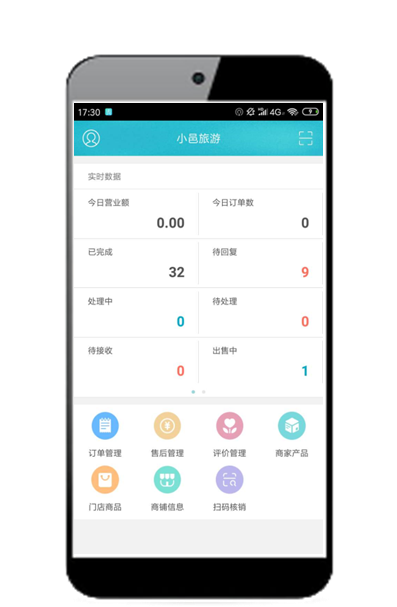 17:30 4G
小邑旅游
实时数据
今日营业额 今日订单数
0.00 0
已完成 待回复
32 9
处理中 待处理
0 0
待接收 出售中
0 1
订单管理 售后管理 评价管理 商家产品
门店商品 商铺信息 扫码核销